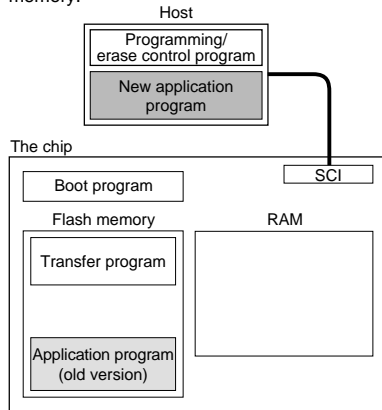 memory.
Host
Programming/
erase control program
New application
program
The chip
SCI
Boot program
Flash memory
RAM
Transfer program
Application program
(old version)